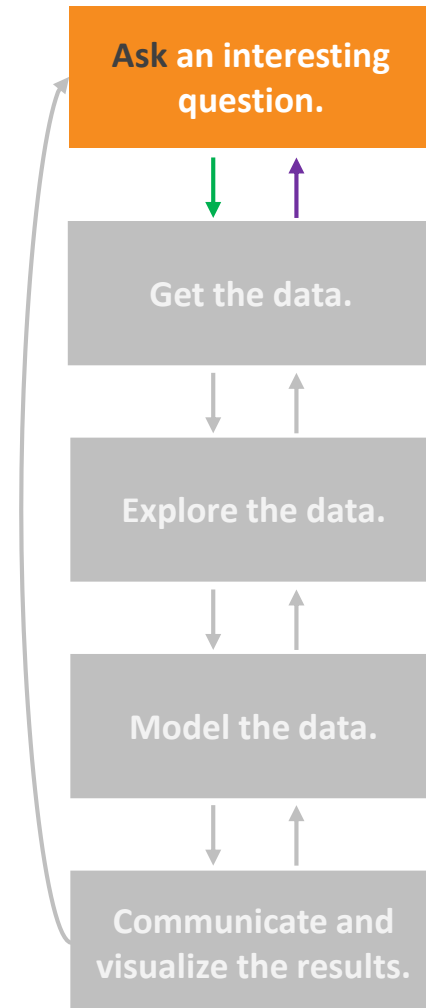 Ask an interesting
question.
Get the data.
Explore the data.
Model the data.
Communicate and
visualize the results.